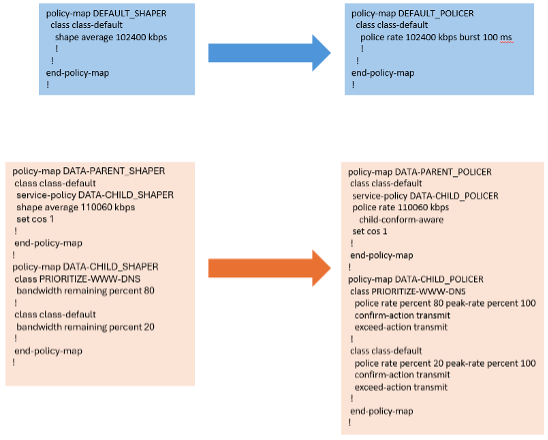 policy-map DEFAULT_SHAPER
class class-default
shape average 102400 kbps
!
!
end-policy-map
!
policy-map DEFAULT_POLICER
class class-default
police rate 102400 kbps burst 100 ms
!
!
end-policy-map
!
policy-map DATA-PARENT_SHAPER
class class-default
service-policy DATA-CHILD_SHAPER
shape average 110060 kbps
set cos 1
!
end-policy-map
!
policy-map DATA-CHILD_SHAPER
class PRIORITIZE-WWW-DNS
bandwidth remaining percent 80
!
class class-default
bandwidth remaining percent 20
!
end-policy-map
!
policy-map DATA-PARENT_POLICER
class class-default
service-policy DATA-CHILD_POLICER
police rate 110060 kbps
child-conform-aware
set cos 1
!
end-policy-map
!
policy-map DATA-CHILD_POLICER
class PRIORITIZE-WWW-DNS
police rate percent 80 peak-rate percent 100
confirm-action transmit
exceed-action transmit
!
class class-default
police rate percent 20 peak-rate percent 100
confirm-action transmit
exceed-action transmit
!
end-policy-map
!